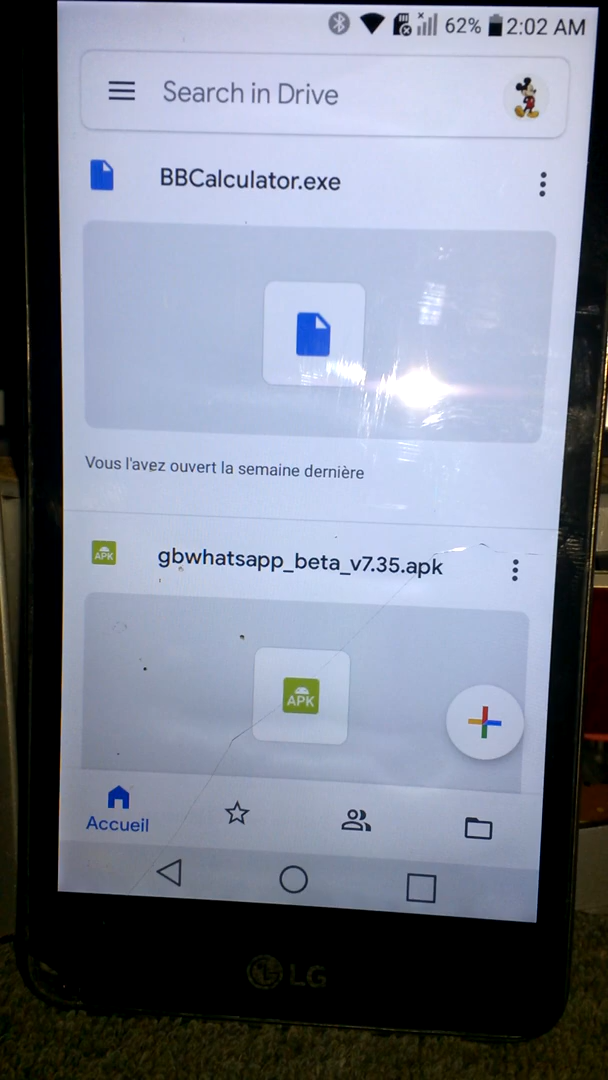 62% 2:02 AM
Search in Drive
BBCalculator.exe
Vous l'avez ouvert la semaine dernière
APK gbwhatsapp_beta_v7.35.apk
APK
Accueil
LG